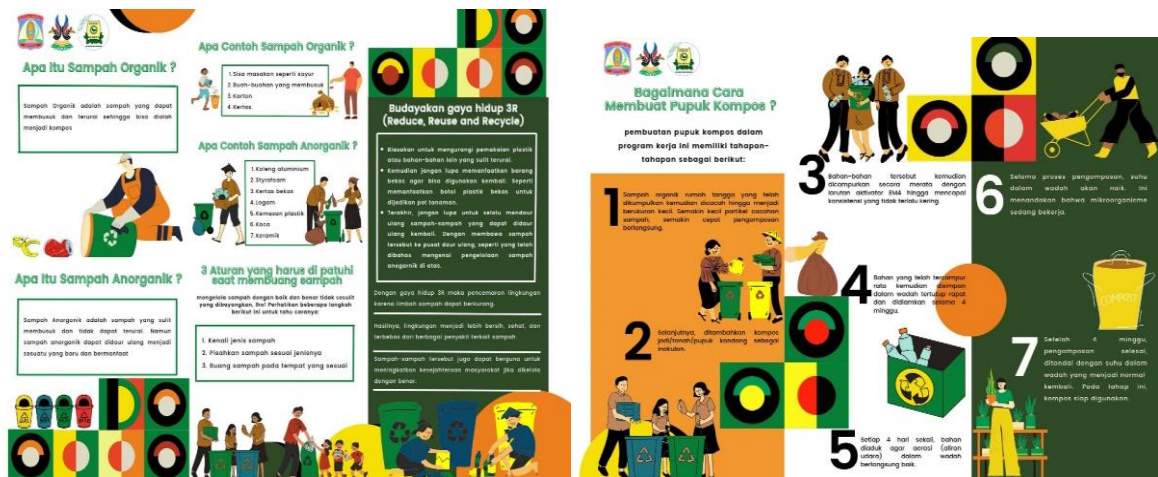 Apa Itu Sampah Organik ?
Sampah Organik adalah sampah yang dapat
membusuk dan terurai sehingga bisa diolah
menjadi kompos
Apa Itu Sampah Anorganik ?
Sampah Anorganik adalah sampah yang sulit
membusuk dan tidak dapat terurai. Namun
sampah anorganik dapat didaur ulang menjadi
sesuatu yang baru dan bermanfaat
Apa Contoh Sampah Organik ?
1.Sisa masakan seperti sayur
2.Buah-buahan yang membusuk
3.Karton
4.Kertas.
Apa Contoh Sampah Anorganik ?
1.Kaleng aluminium
2.Styrofoam
3.Kertas bekas
4.Logam
5.Kemasan plastik
6.Kaca
7.Keramik
3 Aturan yang harus di patuhi
saat membuang sampah
mengelola sampah dengan baik dan benar tidak sesulit
yang dibayangkan, lho! Perhatikan beberapa langkah
berikut ini untuk tahu caranya:
1. Kenali jenis sampah
2. Pisahkan sampah sesuai jenisnya
3. Buang sampah pada tempat yang sesuai
Budayakan gaya hidup 3R
(Reduce, Reuse and Recycle)
Biasakan untuk mengurangi pemakaian plastik
atau bahan-bahan lain yang sulit terurai.
Kemudian jangan lupa memanfaatkan barang
bekas agar bisa digunakan kembali. Seperti
memanfaatkan botol plastik bekas untuk
dijadikan pot tanaman.
Terakhir, jangan lupa untuk selalu mendaur
ulang sampah-sampah yang dapat didaur
ulang kembali. Dengan membawa sampah
tersebut ke pusat daur ulang, seperti yang telah
dibahas mengenai pengelolaan sampah
anogarnik di atas.
Dengan gaya hidup 3R maka pencemaran lingkungan
karena limbah sampah dapat berkurang.
Hasilnya, lingkungan menjadi lebih bersih, sehat, dan
terbebas dari berbagai penyakit terkait sampah.
Sampah-sampah tersebut juga dapat berguna untuk
meningkatkan kesejahteraan masyarakat jika dikelola
dengan benar.
Bagaimana Cara
Membuat Pupuk Kompos ?
pembuatan pupuk kompos dalam
program kerja ini memiliki tahapan-
tahapan sebagai berikut:
1
Sampah organik rumah tangga yang telah
dikumpulkan kemudian dicacah hingga menjadi
berukuran kecil. Semakin kecil partikel cacahan
sampah, semakin cepat pengomposan
berlangsung.
2
Selanjutnya, ditambahkan kompos
jadi/tanah/pupuk kandang sebagai
makulan.
3
Bahan-bahan tersebut kemudian
dicampurkan secara merata dengan
larutan aktivator EM4 hingga mencapai
konsistensi yang tidak terlalu kering.
4
Bahan yang telah tercampur
rata kemudian disimpan
dalam wadah tertutup rapat
dan didiamkan selama 4
minggu.
5
Setiap 4 hari sekali, bahan
diaduk agar aerasi (aliran
udara) dalam wadah
berlangsung baik.
6
Selama proses pengomposan, suhu
dalam wadah akan naik. Ini
menandakan bahwa mikroorganisme
sedang bekerja.
COMPOST
7
Setelah 4 minggu,
pengomposan selesai,
ditandai dengan suhu dalam
wadah yang menjadi normal
kembali. Pada tahap ini,
kompos siap digunakan.